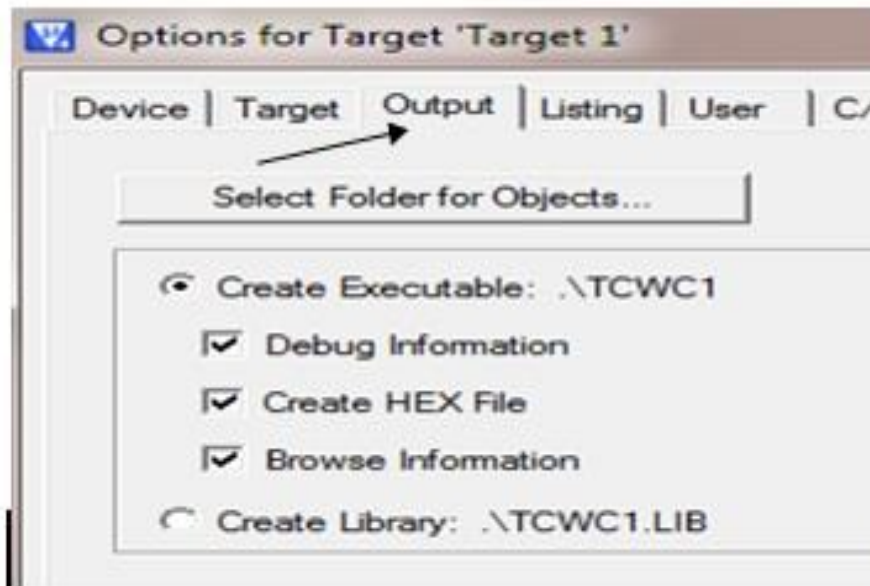 Options for Target 'Target 1'
Device Target Output Listing User C/
Select Folder for Objects...
Create Executable: .\TCWC1
Debug Information
Create HEX File
Browse Information
Create Library: .\TCWC1.LIB